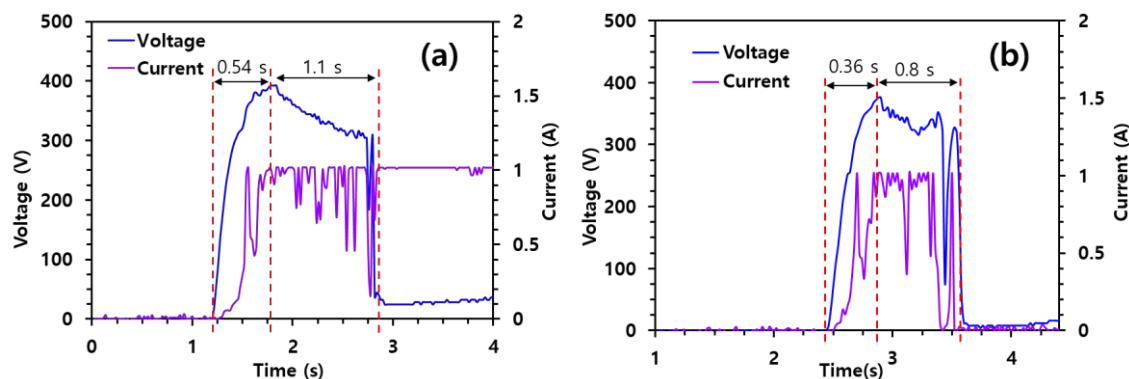 (a)
Voltage
Current
0.54 s
1.1 s
Voltage (V)
500
400
300
200
100
0
Current (A)
2
1.5
1
0.5
0
0
1
2
3
4
Time (s)
(b)
Voltage
Current
0.36 s
0.8 s
Voltage (V)
500
400
300
200
100
0
Current (A)
2
1.5
1
0.5
0
1
2
3
4
Time(s)